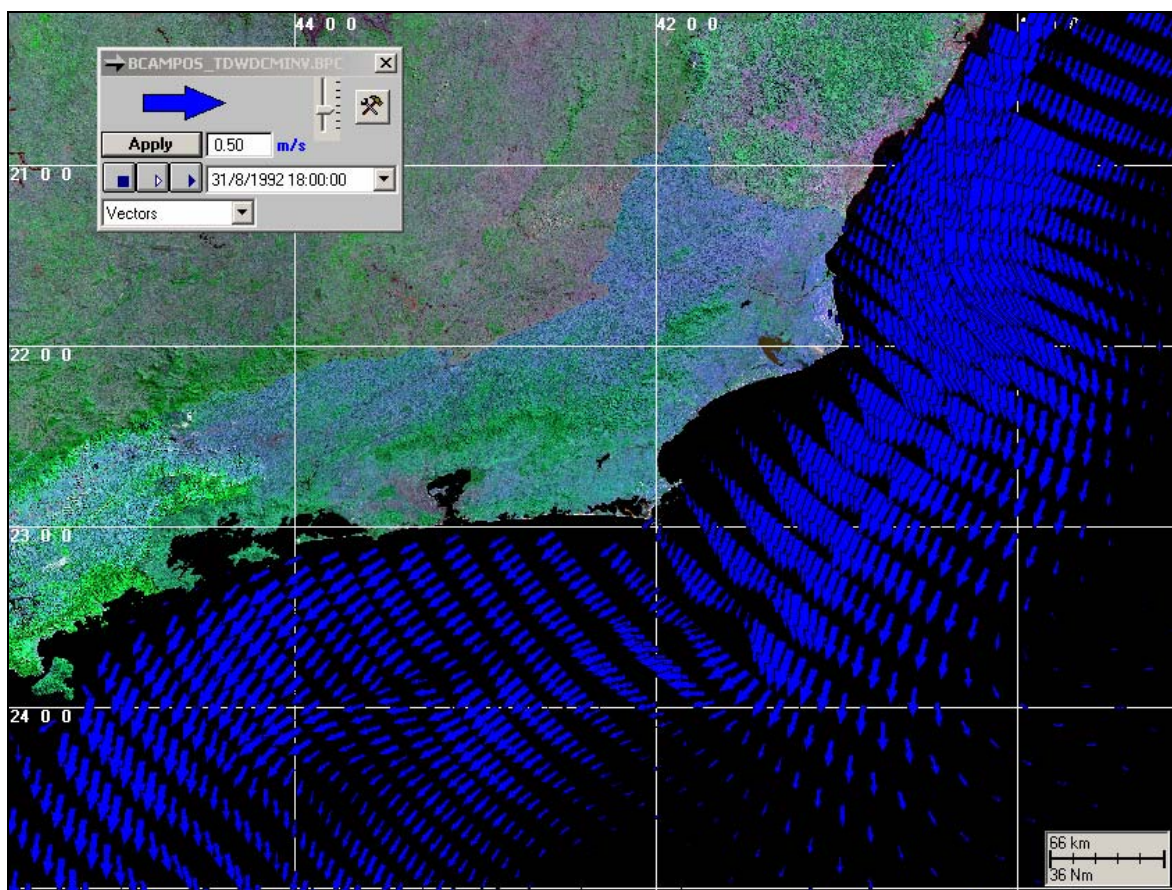 44 0 0
42 0 0
BCAMPOS_TDWDCMINV.BPC
Apply
0.50
m/s
31/8/1992 18:00:00
Vectors
21 0 0
22 0 0
23 0 0
24 0 0
66 km
36 Nm